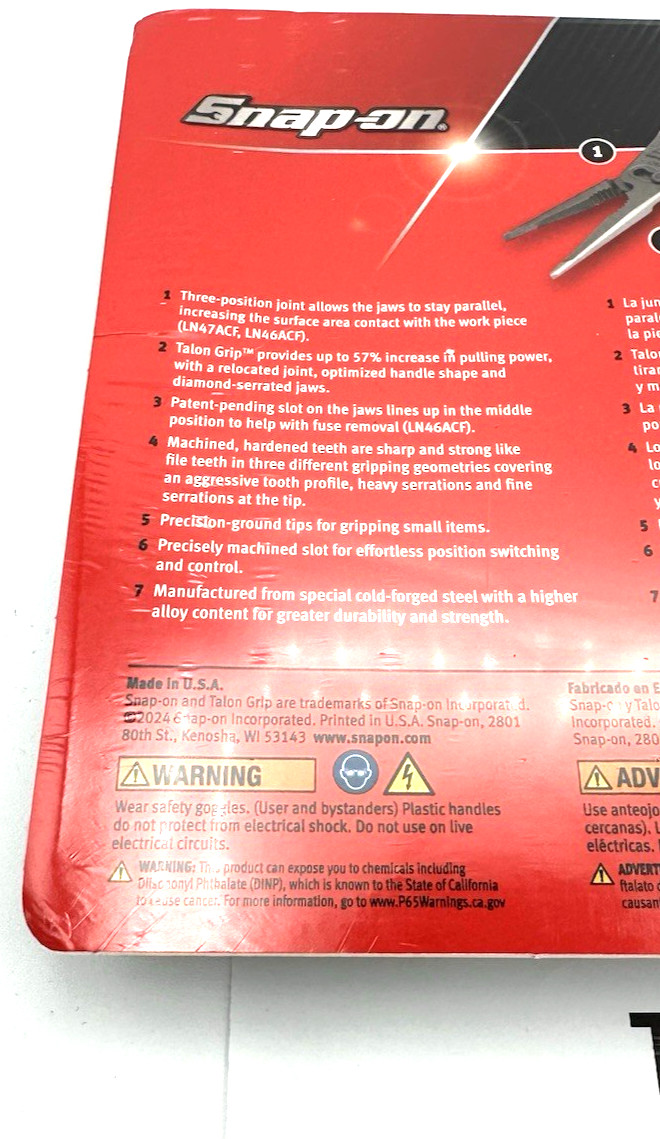 Snap-on
1
1 Three-position joint allows the jaws to stay parallel,
increasing the surface area contact with the work piece
(LN47ACF, LN46ACF).
2 Talon Grip™ provides up to 57% increase in pulling power,
with a relocated joint, optimized handle shape and
diamond-serrated jaws.
3 Patent-pending slot on the jaws lines up in the middle
position to help with fuse removal (LN46ACF).
4 Machined, hardened teeth are sharp and strong like
file teeth in three different gripping geometries covering
an aggressive tooth profile, heavy serrations and fine
serrations at the tip.
5 Precision-ground tips for gripping small items.
6 Precisely machined slot for effortless position switching
and control.
7 Manufactured from special cold-forged steel with a higher
alloy content for greater durability and strength.
Made in U.S.A.
Snap-on and Talon Grip are trademarks of Snap-on Incorporated.
©2024 Snap-on Incorporated. Printed in U.S.A. Snap-on, 2801
80th St., Kenosha, WI 53143 www.snapon.com
WARNING
Wear safety goggles. (User and bystanders) Plastic handles
do not protect from electrical shock. Do not use on live
electrical circuits.
WARNING: This product can expose you to chemicals including
Diisononyl Phthalate (DINP), which is known to the State of California
to cause cancer. For more information, go to www.P65Warnings.ca.gov
1 La jun
paral
la pie
2 Talo
tira
y m
3 La
po
4 Lo
lo
5
6
7
Fabricado en E
Snap-on y Talo
Incorporated.
Snap-on, 280
ADV
Use anteojo
cercanas). L
eléctricas.
ADVERT
ftalato
causan